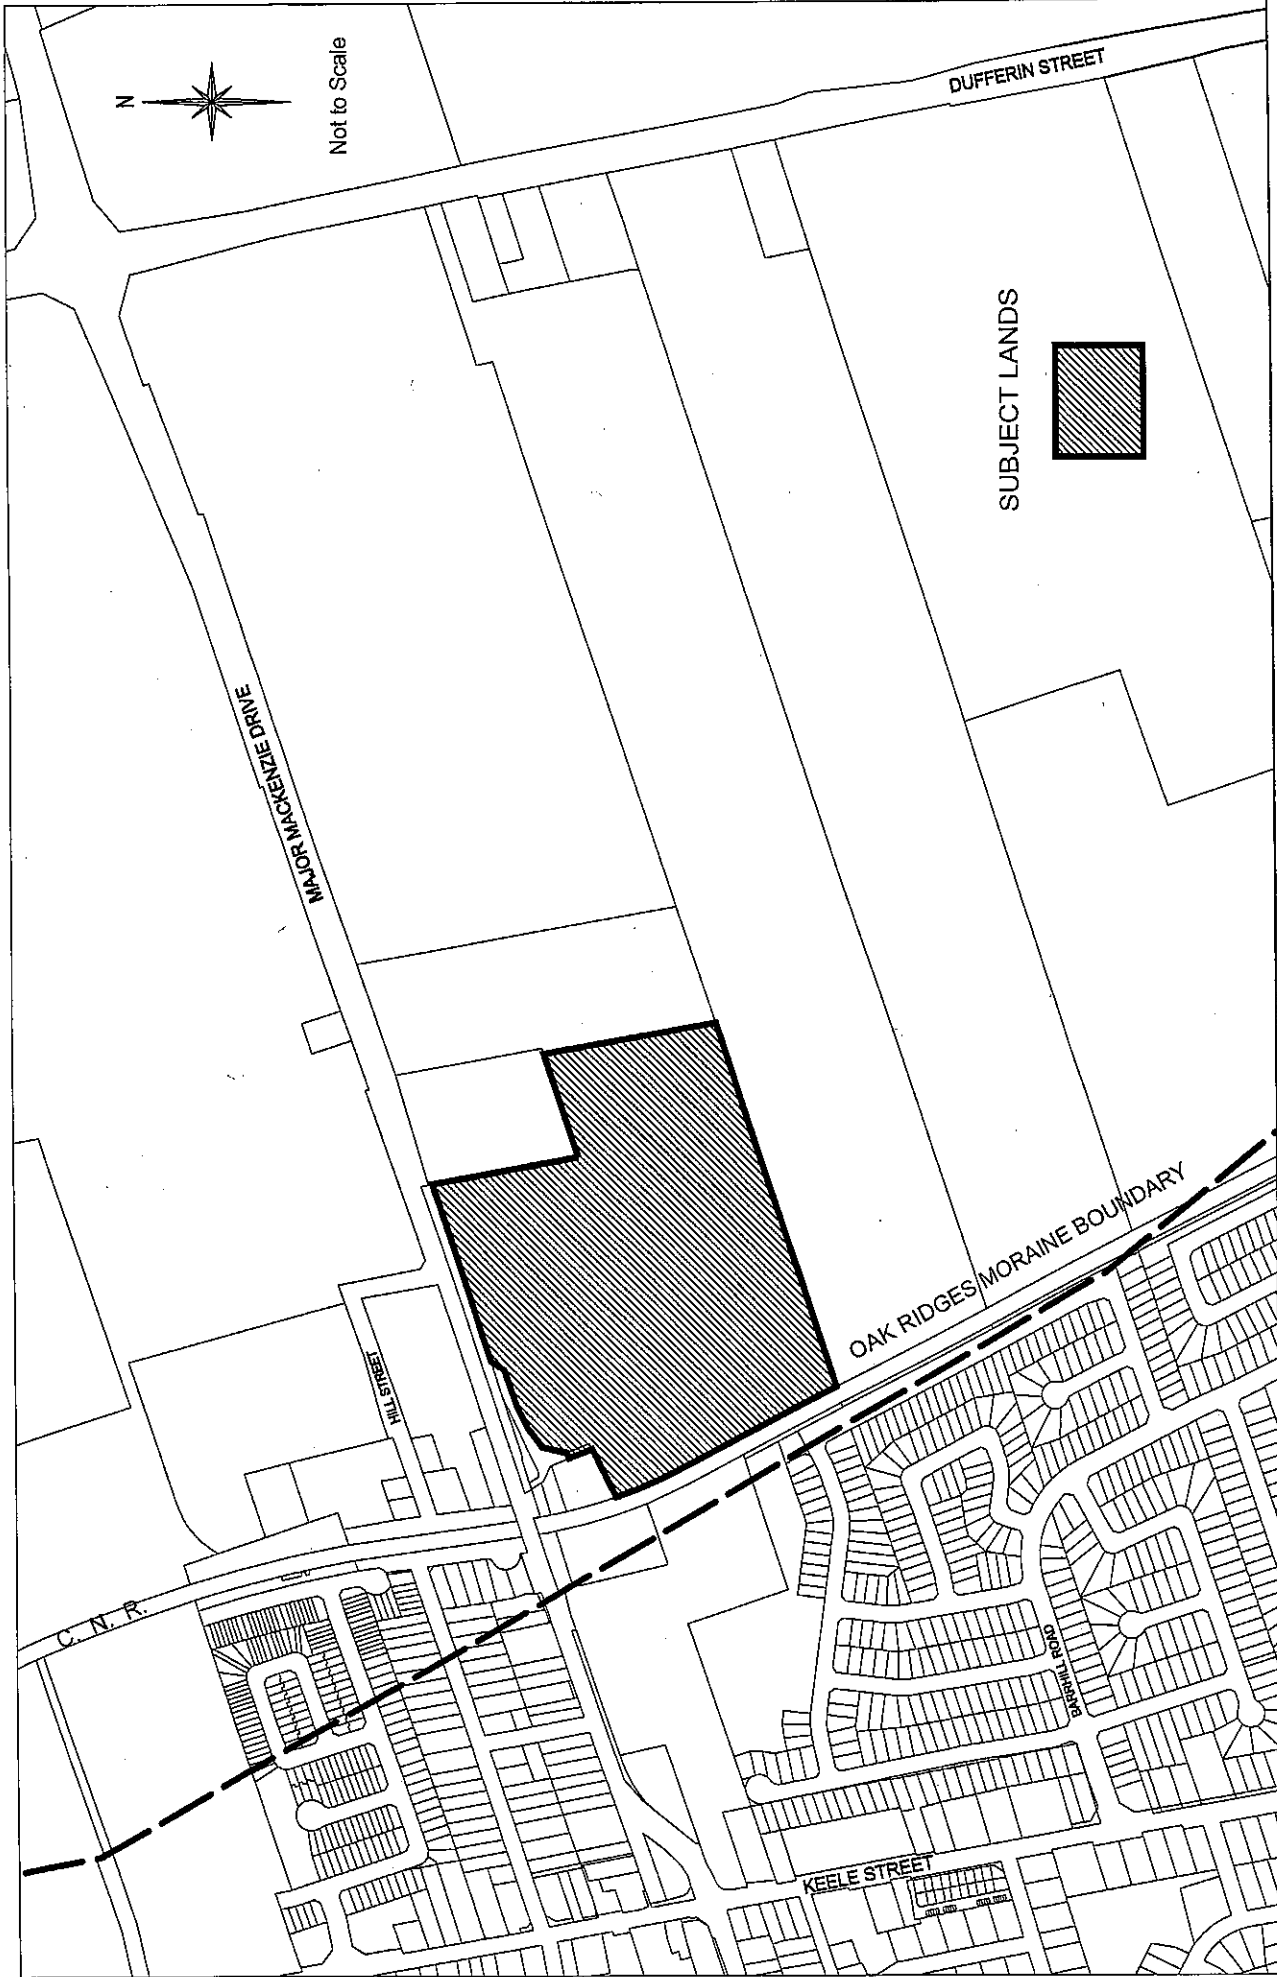 N
Not to Scale
DUFFERIN STREET
MAJOR MACKENZIE DRIVE
SUBJECT LANDS
HILL STREET
OAK RIDGES MORAINE BOUNDARY
C. N. R.
BARRHILL ROAD
KEELE STREET